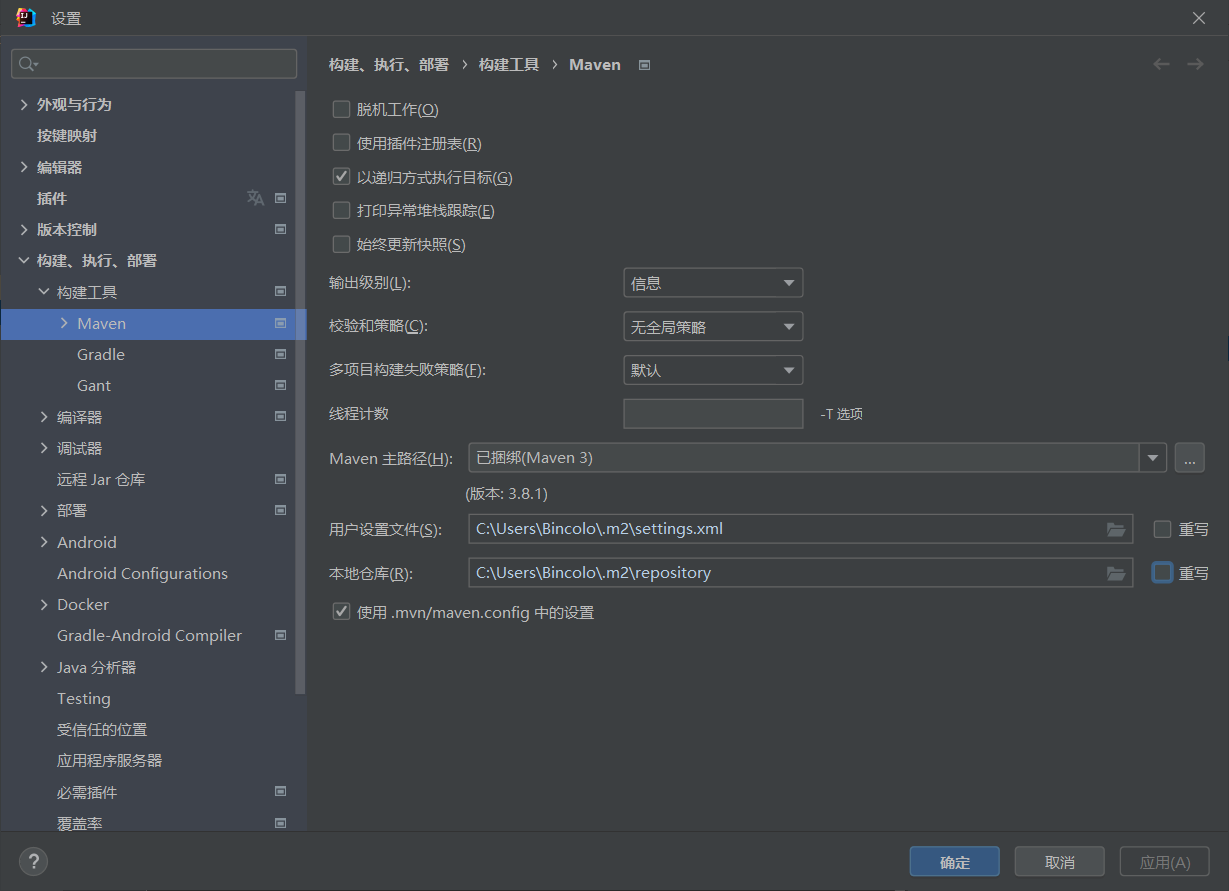 设置
外观与行为
按键映射
编辑器
插件
版本控制
构建、执行、部署
构建工具
Maven
Gradle
Gant
编译器
调试器
远程 Jar 仓库
部署
Android
Android Configurations
Docker
Gradle-Android Compiler
Java 分析器
Testing
受信任的位置
应用程序服务器
必需插件
覆盖率
构建、执行、部署 › 构建工具 › Maven
脱机工作(O)
使用插件注册表(R)
以递归方式执行目标(G)
打印异常堆栈跟踪(E)
始终更新快照(S)
输出级别(L): 信息
校验和策略(C): 无全局策略
多项目构建失败策略(F): 默认
线程计数 -T 选项
Maven 主路径(H): 已捆绑(Maven 3) ...
(版本: 3.8.1)
用户设置文件(S): C:\Users\Bincolo\.m2\settings.xml 重写
本地仓库(R): C:\Users\Bincolo\.m2\repository 重写
使用 .mvn/maven.config 中的设置
? 确定 取消 应用(A)